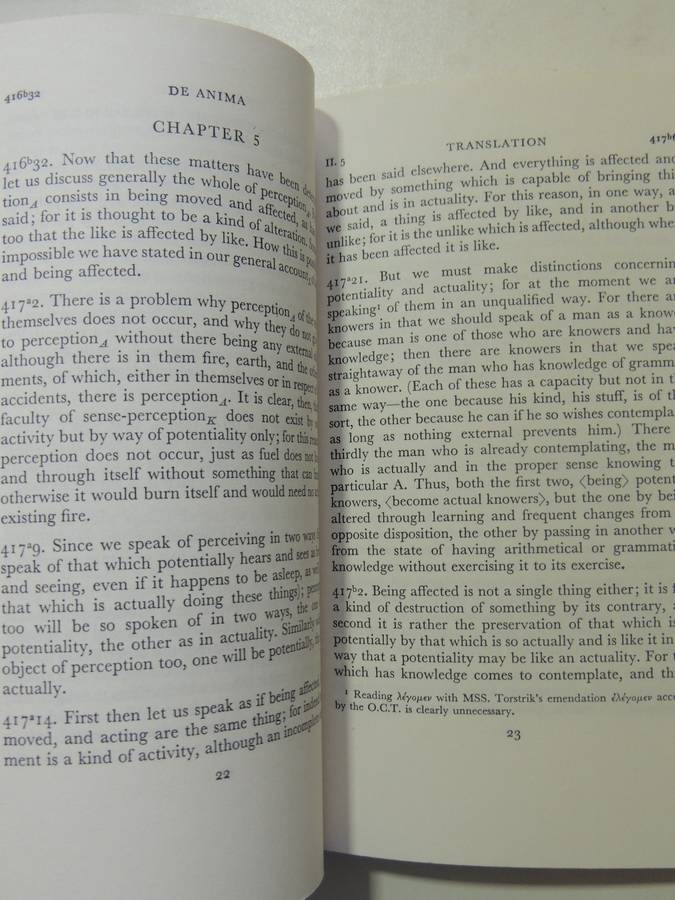 416ᵇ32
DE ANIMA
CHAPTER 5
416ᵇ32. Now that these matters have been
let us discuss generally the whole of perception
tion_A consists in being moved and affected, as
said; for it is thought to be a kind of alteration.
too that the like is affected by like. How this is
impossible we have stated in our general account
and being affected.
417ᵃ2. There is a problem why perception_A of the
themselves does not occur, and why they do not
to perception_A without there being any external
although there is in them fire, earth, and the
ments, of which, either in themselves or in respect
accidents, there is perception_A. It is clear, then,
faculty of sense-perception_K does not exist by
activity but by way of potentiality only; for this
perception does not occur, just as fuel does not
and through itself without something that can
otherwise it would burn itself and would need no
existing fire.
417ᵃ9. Since we speak of perceiving in two ways
speak of that which potentially hears and sees as
and seeing, even if it happens to be asleep, as
that which is actually doing these things);
too will be so spoken of in two ways, the one
potentiality, the other as in actuality. Similarly
object of perception too, one will be potentially,
actually.
417ᵃ14. First then let us speak as if being affected,
moved, and acting are the same thing; for indeed
ment is a kind of activity, although an
22
II. 5
TRANSLATION
has been said elsewhere. And everything is affected and
moved by something which is capable of bringing this
about and is in actuality. For this reason, in one way, a
we said, a thing is affected by like, and in another by
unlike; for it is the unlike which is affected, although when
it has been affected it is like.
417ᵃ21. But we must make distinctions concernin
potentiality and actuality; for at the moment we ar
speaking¹ of them in an unqualified way. For there ar
knowers in that we should speak of a man as a know
because man is one of those who are knowers and hav
knowledge; then there are knowers in that we spea
straightaway of the man who has knowledge of gramm
as a knower. (Each of these has a capacity but not in t
same way—the one because his kind, his stuff, is of th
sort, the other because he can if he so wishes contempla
as long as nothing external prevents him.) There
thirdly the man who is already contemplating, the m
who is actually and in the proper sense knowing t
particular A. Thus, both the first two, ⟨being⟩ potent
knowers, ⟨become actual knowers⟩, but the one by bei
altered through learning and frequent changes from
opposite disposition, the other by passing in another w
from the state of having arithmetical or grammati
knowledge without exercising it to its exercise.
417ᵇ2. Being affected is not a single thing either; it is f
a kind of destruction of something by its contrary, a
second it is rather the preservation of that which is
potentially by that which is so actually and is like it in
way that a potentiality may be like an actuality. For t
which has knowledge comes to contemplate, and th
¹ Reading λέγομεν with MSS. Torstrik's emendation ἐλέγομεν acce
by the O.C.T. is clearly unnecessary.
23